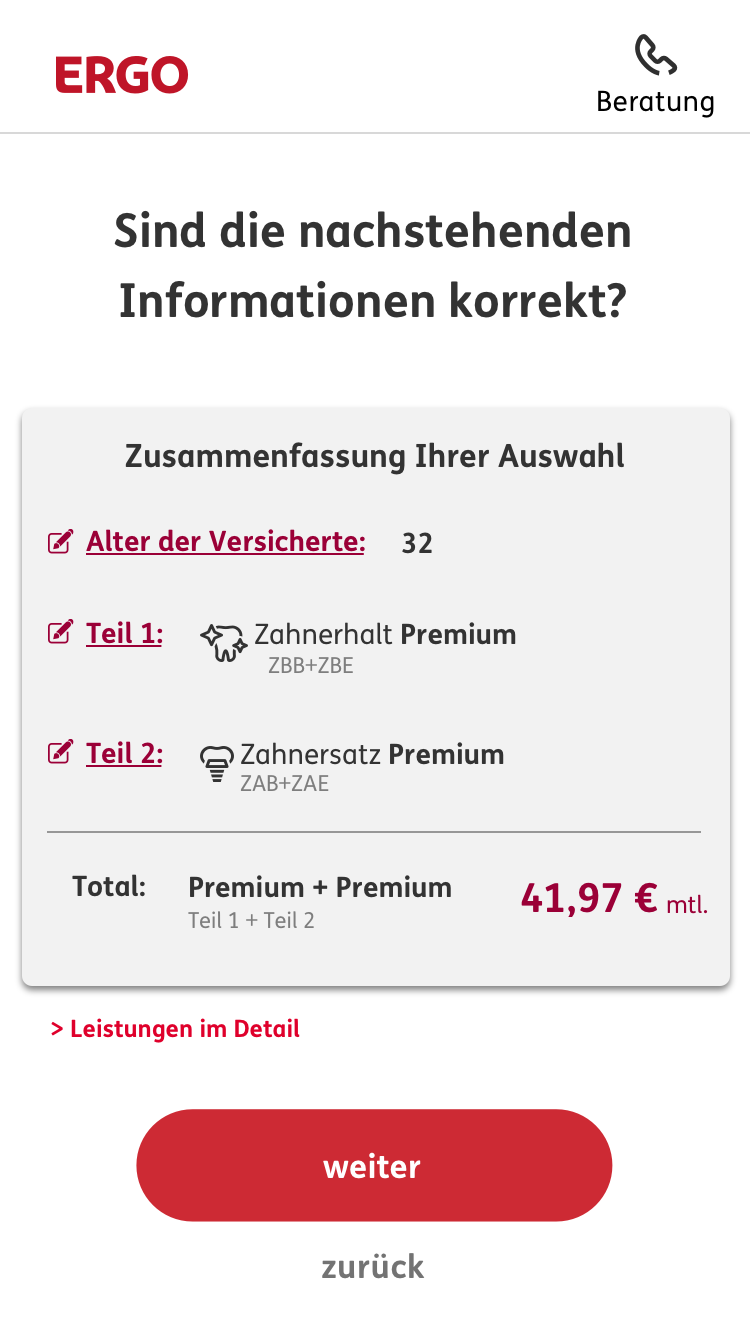 ERGO
Beratung
Sind die nachstehenden
Informationen korrekt?
Zusammenfassung Ihrer Auswahl
Alter der Versicherte: 32
Teil 1: Zahnerhalt Premium
ZBB+ZBE
Teil 2: Zahnersatz Premium
ZAB+ZAE
Total: Premium + Premium 41,97 € mtl.
Teil 1 + Teil 2
> Leistungen im Detail
weiter
zurück